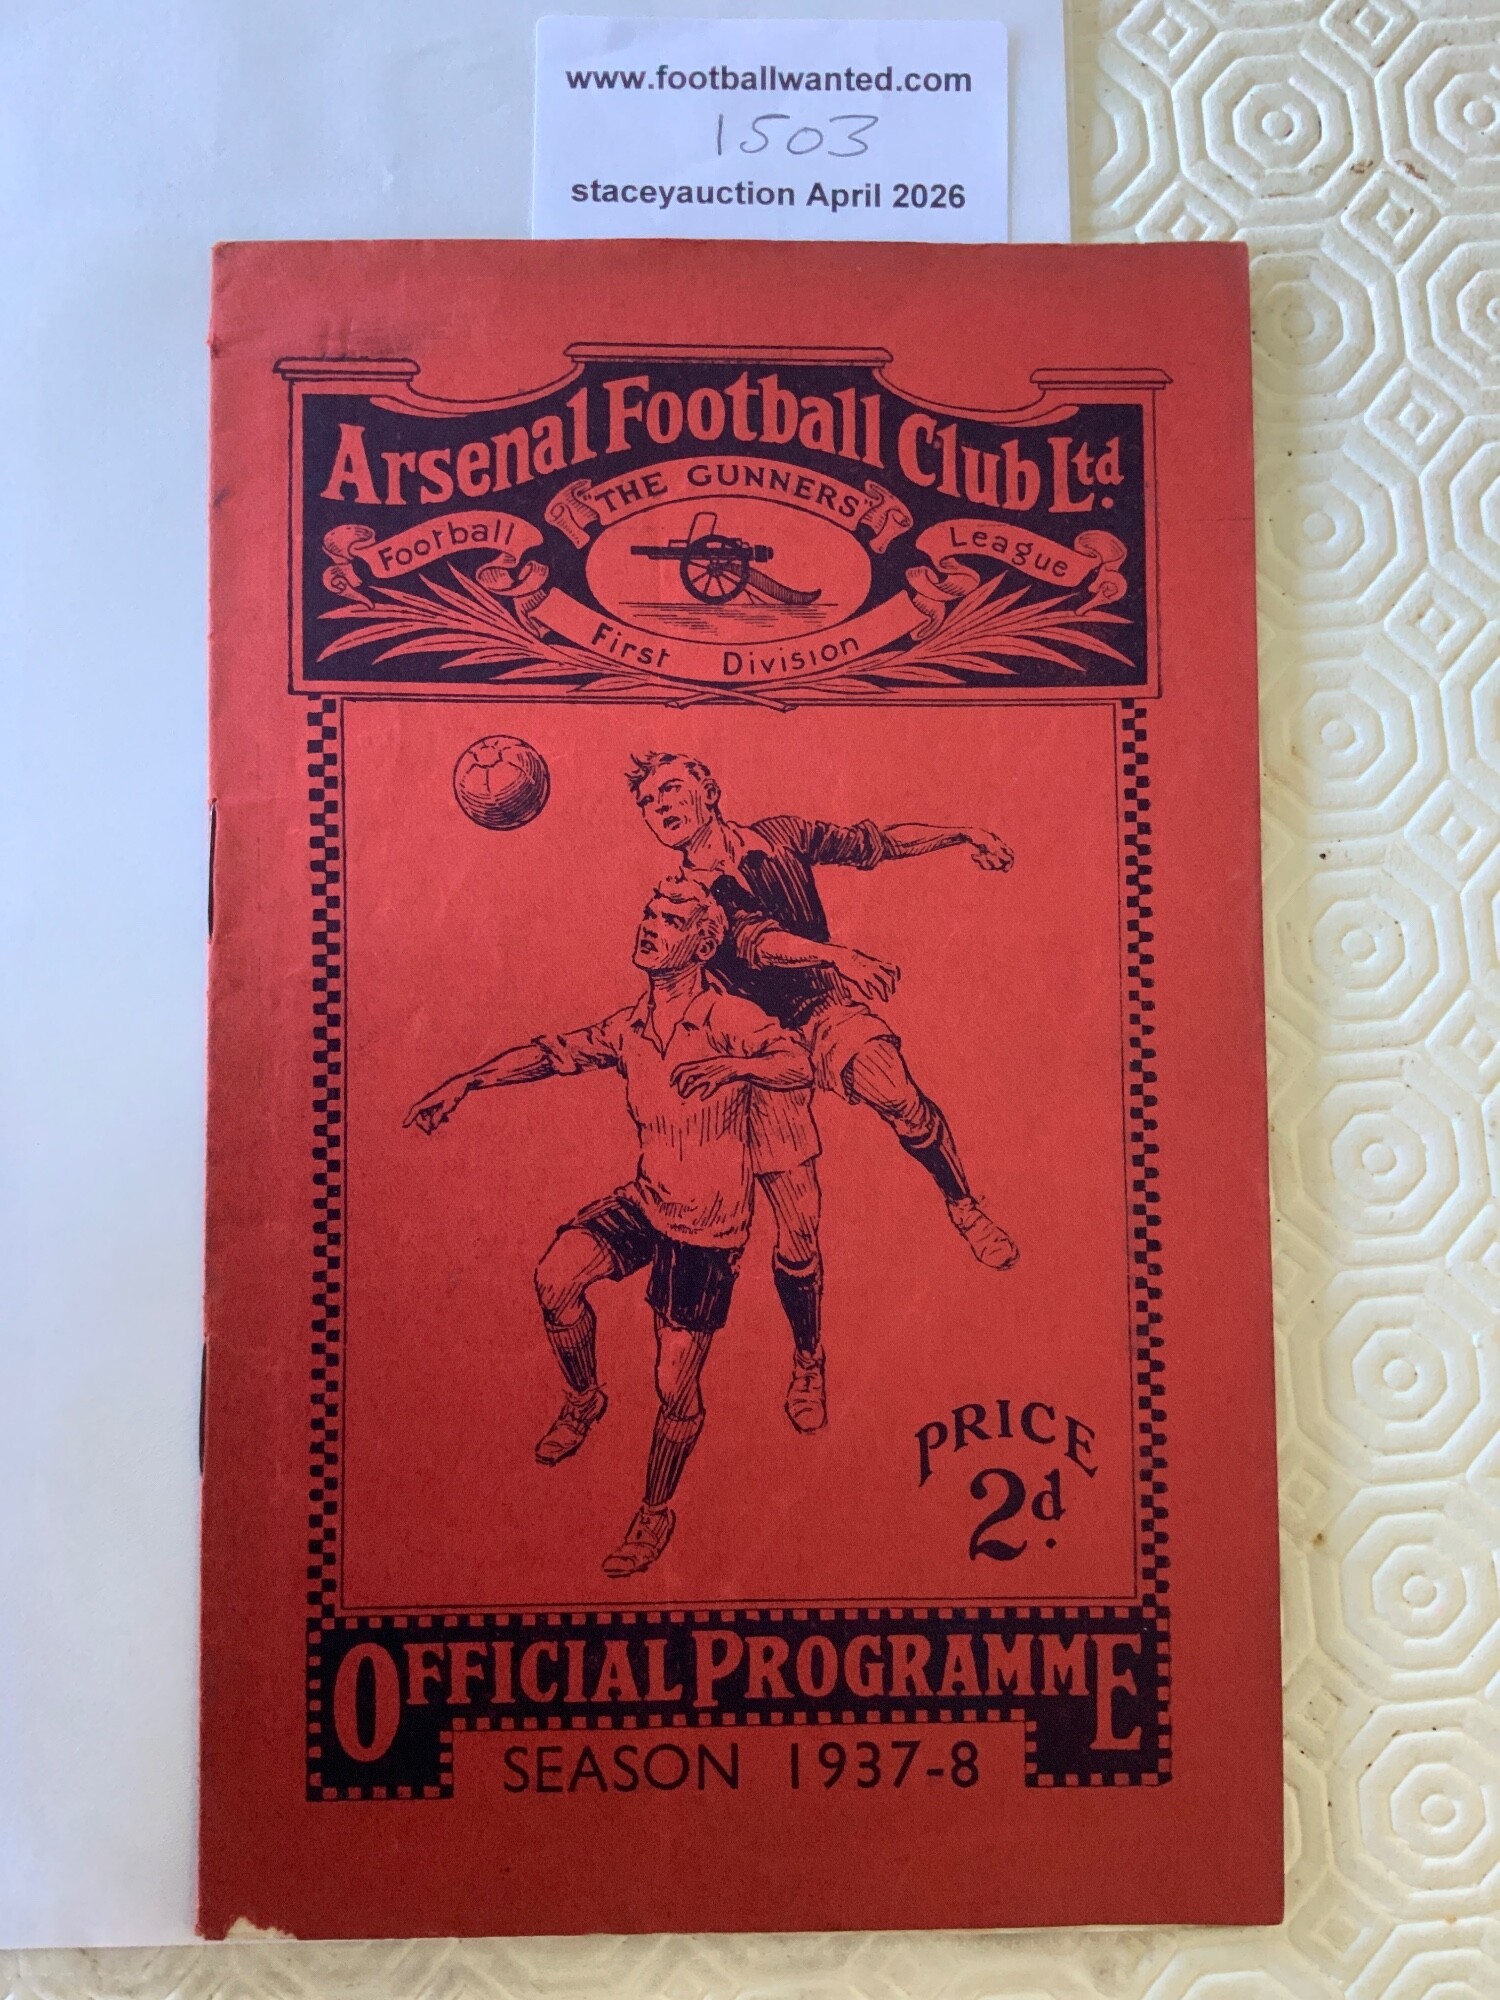 www.footballwanted.com
1503
staceyauction April 2026
Arsenal Football Club Ltd.
"THE GUNNERS"
Football League
First Division
PRICE
2d.
OFFICIAL PROGRAMME
SEASON 1937-8